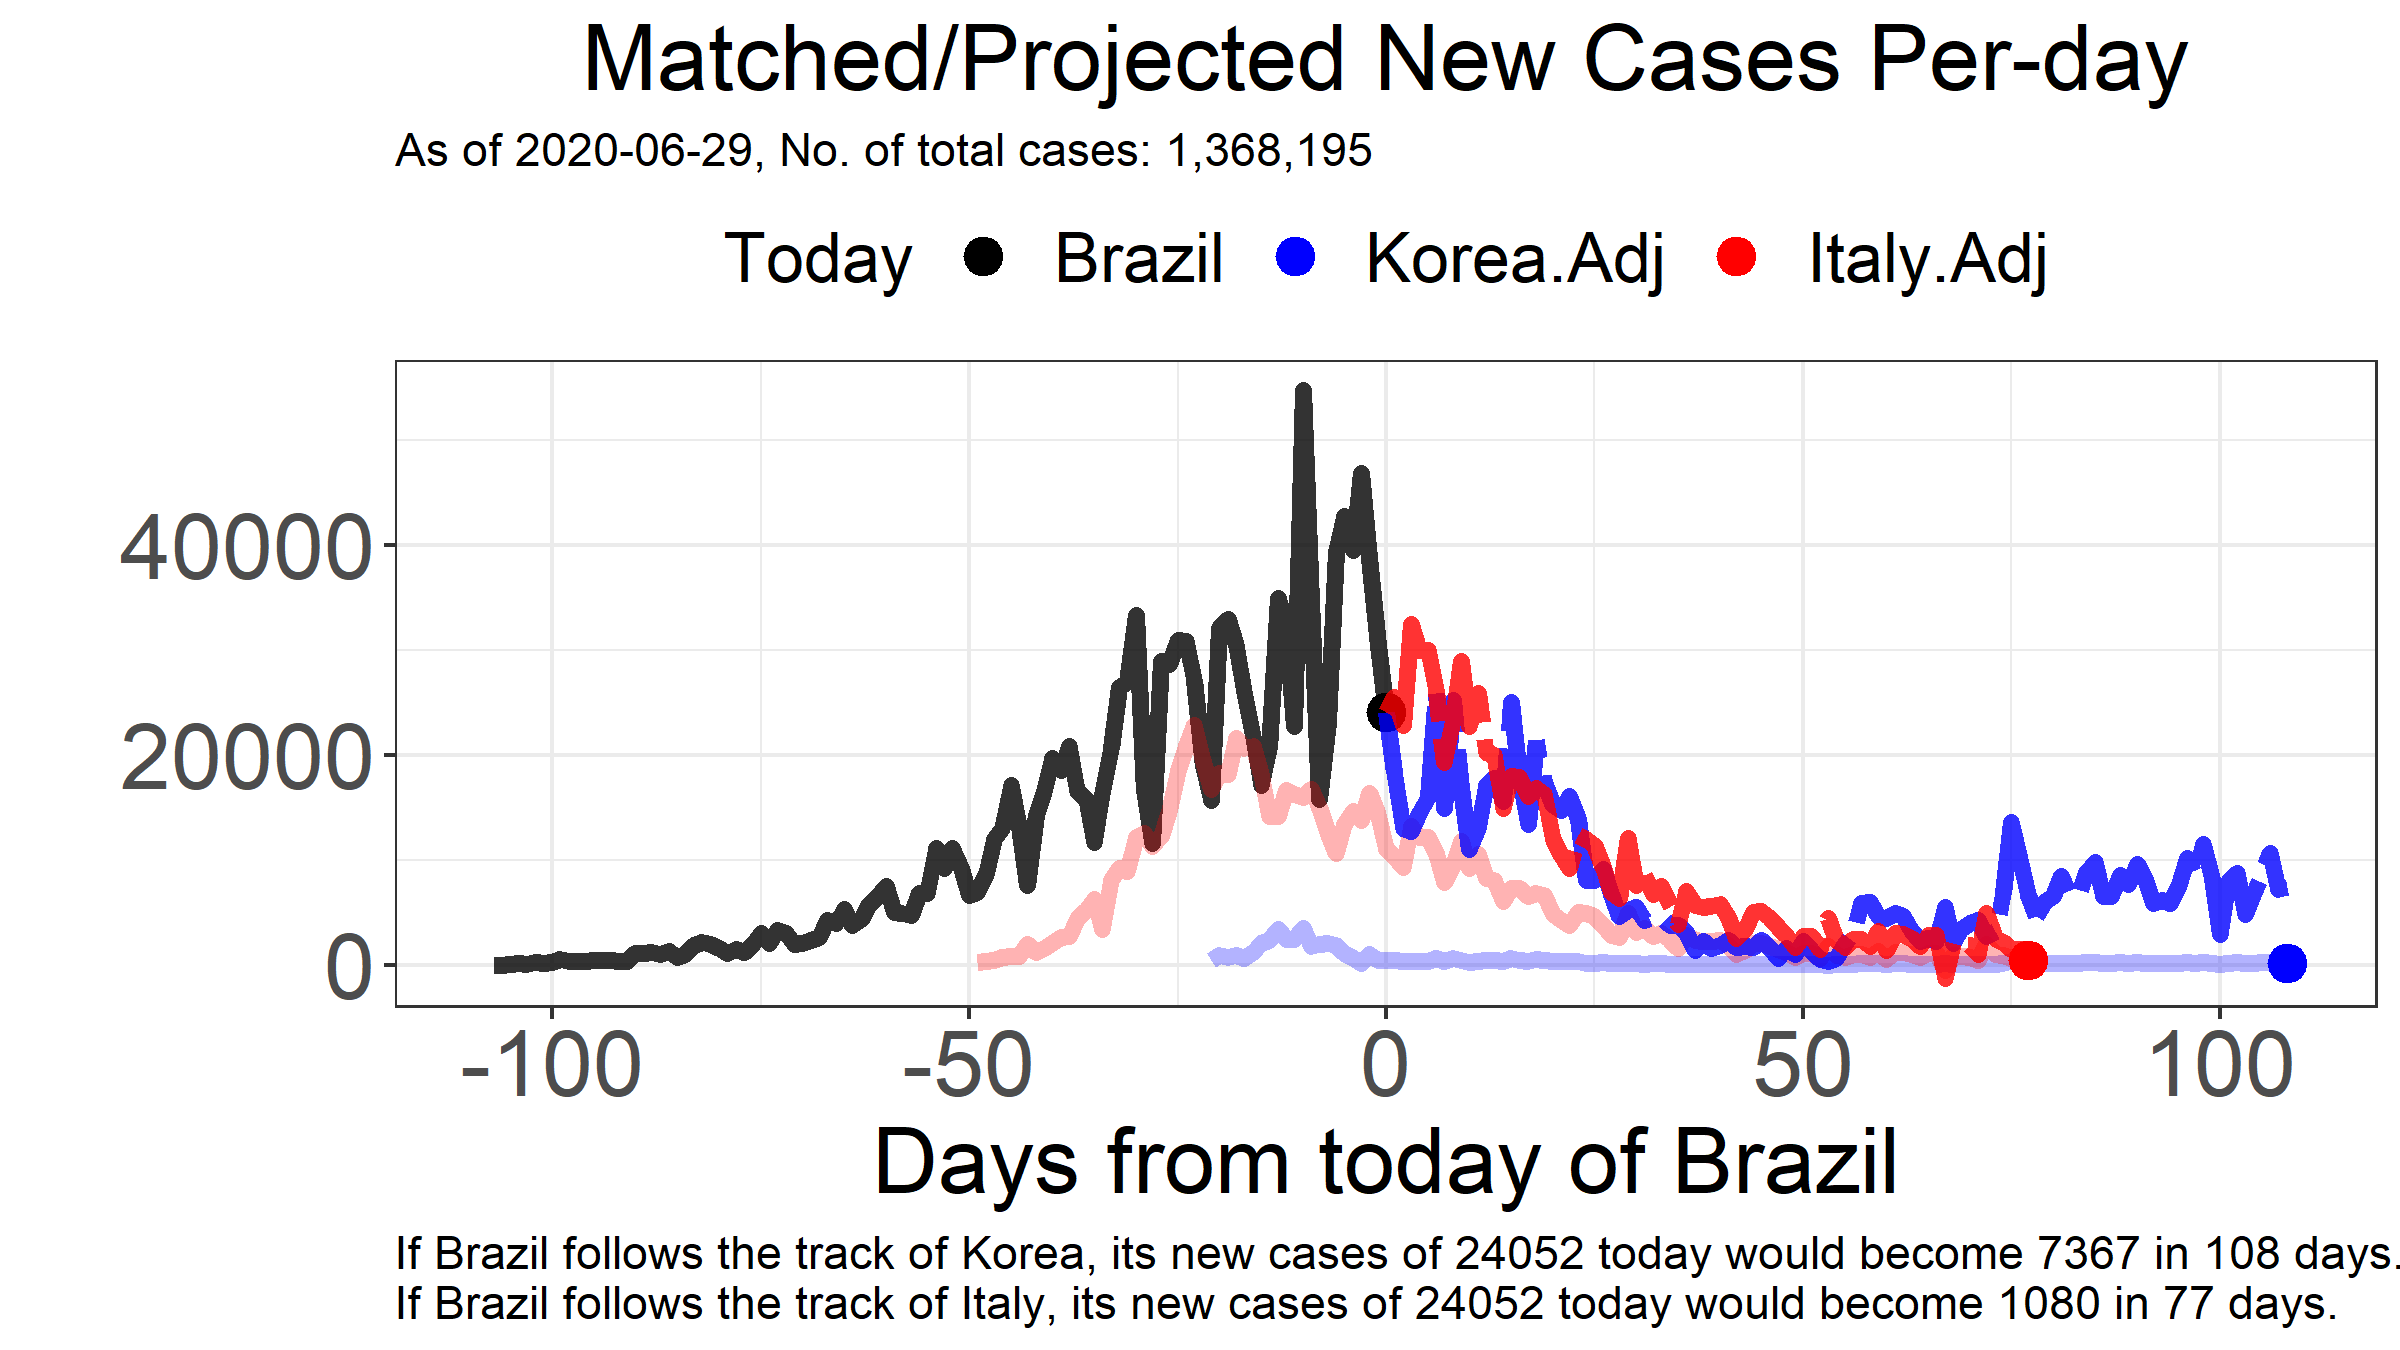 Matched/Projected New Cases Per-day
As of 2020-06-29, No. of total cases: 1,368,195
Today Brazil Korea.Adj Italy.Adj
40000
20000
0
-100 -50 0 50 100
Days from today of Brazil
If Brazil follows the track of Korea, its new cases of 24052 today would become 7367 in 108 days.
If Brazil follows the track of Italy, its new cases of 24052 today would become 1080 in 77 days.